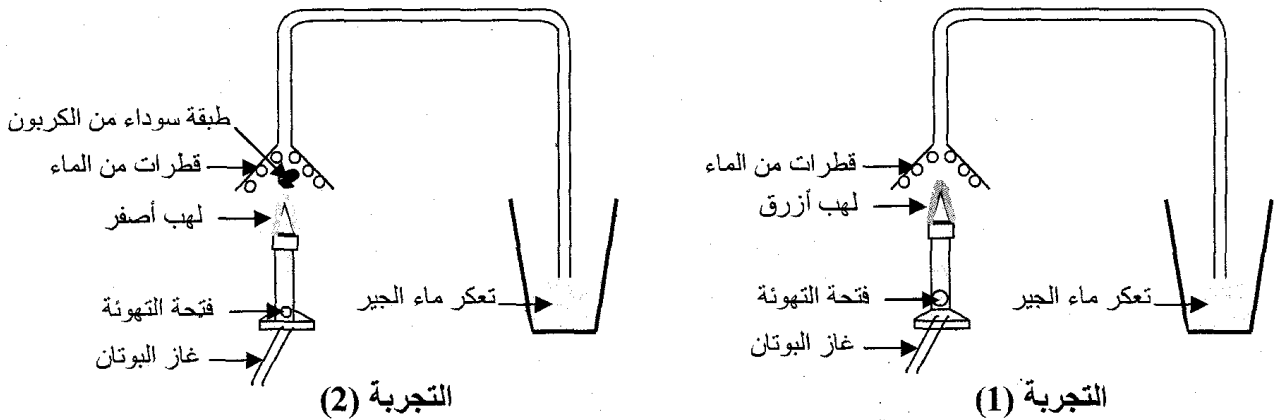 قطرات من الماء
لهب أزرق
فتحة التهوئة
تعكر ماء الجير
غاز البوتان
التجربة (1)
طبقة سوداء من الكربون
قطرات من الماء
لهب أصفر
فتحة التهوئة
تعكر ماء الجير
غاز البوتان
التجربة (2)